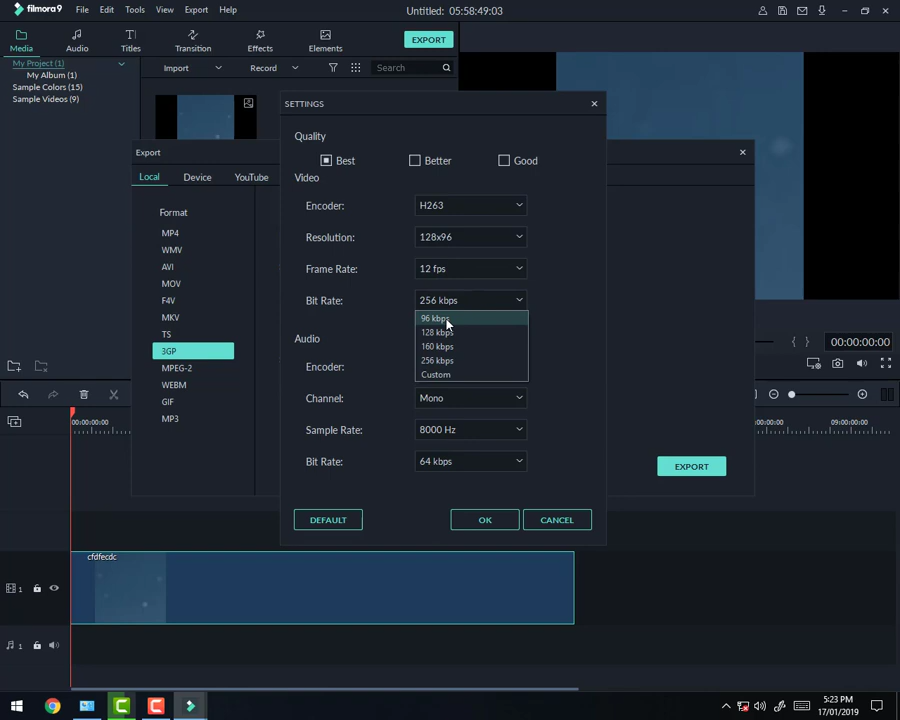 filmora9 File Edit Tools View Export Help Untitled: 05:58:49:03
Media Audio Titles Transition Effects Elements EXPORT
My Project (1)
My Album (1)
Sample Colors (15)
Sample Videos (9)
Import Record Search
SETTINGS
Quality
Best Better Good
Video
Encoder: H263
Resolution: 128x96
Frame Rate: 12 fps
Bit Rate: 256 kbps
96 kbps
128 kbps
160 kbps
256 kbps
Custom
Audio
Encoder:
Channel: Mono
Sample Rate: 8000 Hz
Bit Rate: 64 kbps
DEFAULT OK CANCEL
Export
Local Device YouTube
Format
MP4
WMV
AVI
MOV
F4V
MKV
TS
3GP
MPEG-2
WEBM
GIF
MP3
EXPORT
00:00:00:00
00:00:00:00 :00:00:00 09:00:00:00
cfdfecdc
1
1
5:23 PM
17/01/2019